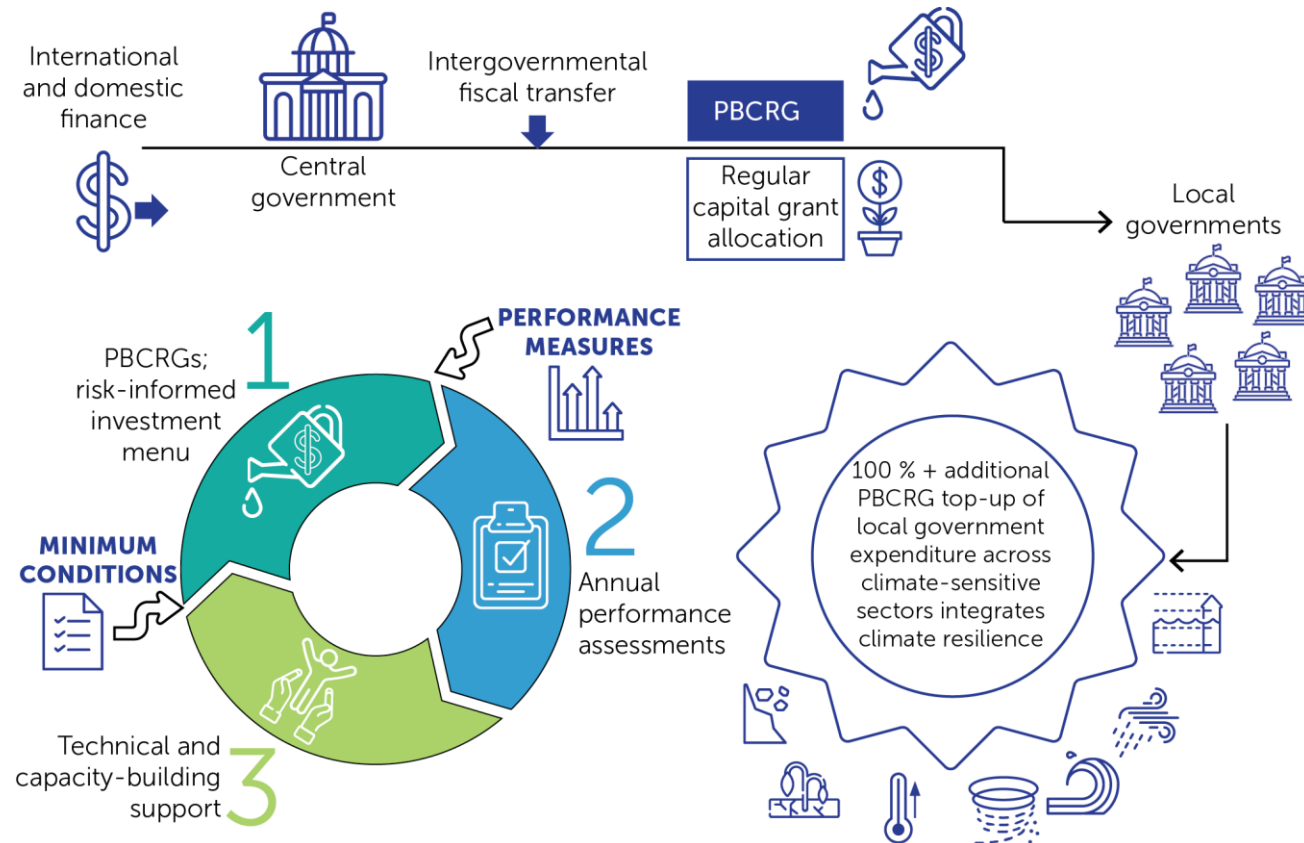 International
and domestic
finance
Central
government
Intergovernmental
fiscal transfer
PBCRG
Regular
capital grant
allocation
Local
governments
1
PBCRGs;
risk-informed
investment
menu
PERFORMANCE
MEASURES
2
Annual
performance
assessments
MINIMUM
CONDITIONS
3
Technical and
capacity-building
support
100 % + additional
PBCRG top-up of
local government
expenditure across
climate-sensitive
sectors integrates
climate resilience